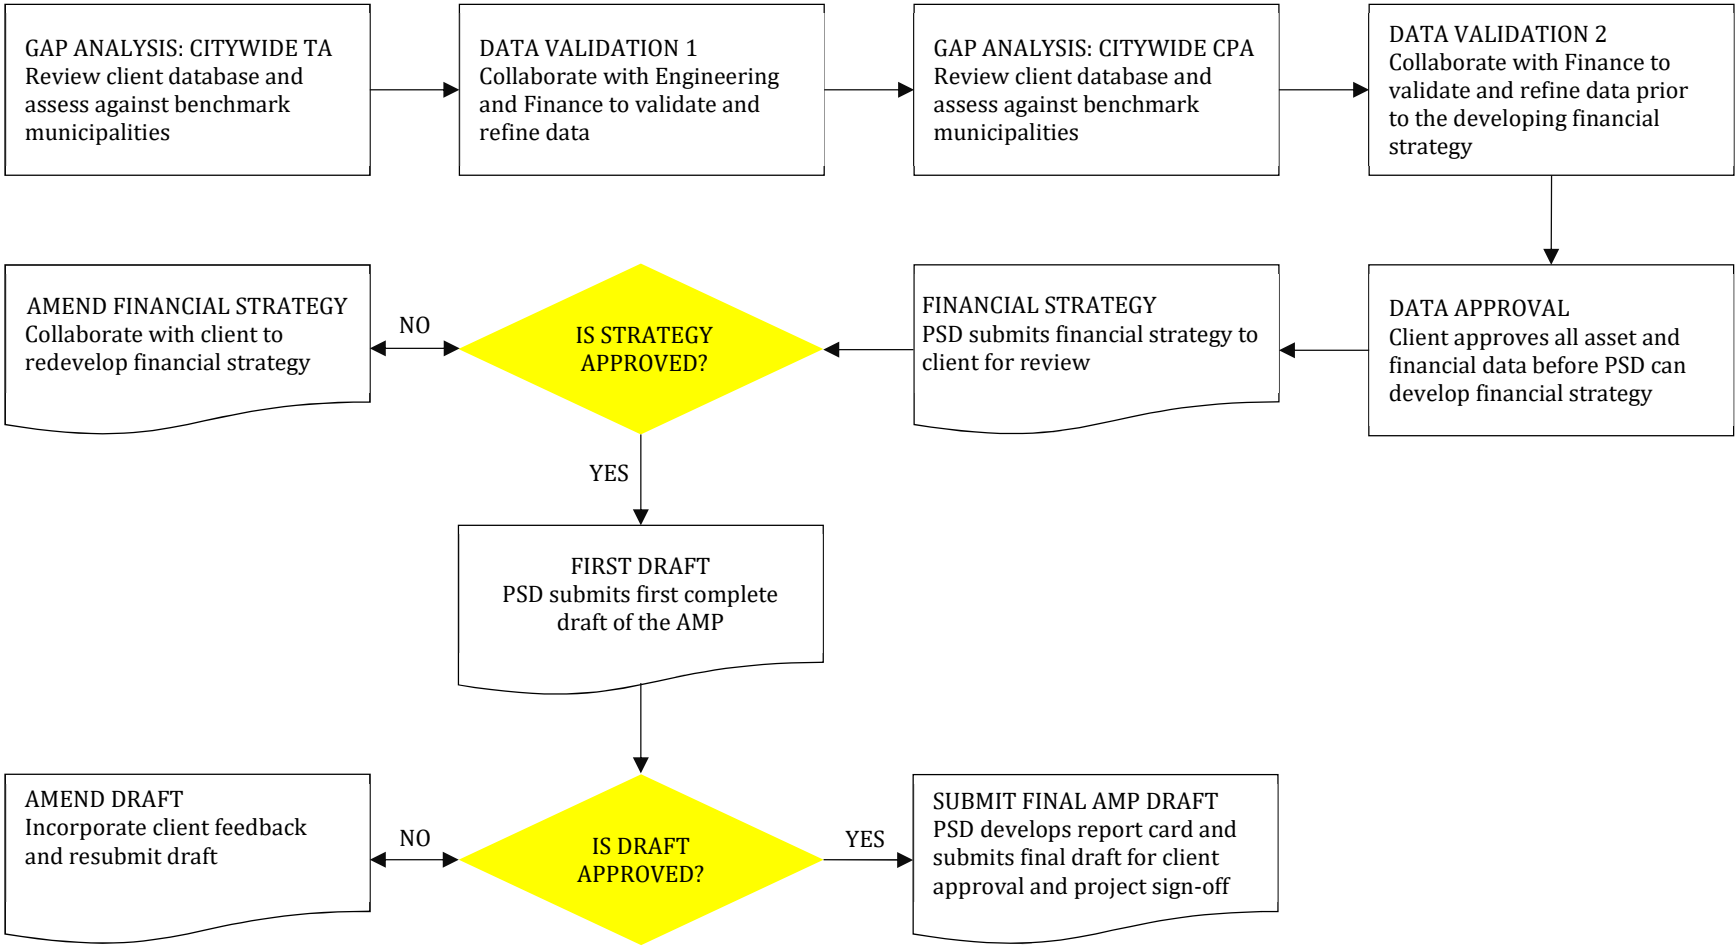 GAP ANALYSIS: CITYWIDE TA
Review client database and
assess against benchmark
municipalities
DATA VALIDATION 1
Collaborate with Engineering
and Finance to validate and
refine data
GAP ANALYSIS: CITYWIDE CPA
Review client database and
assess against benchmark
municipalities
DATA VALIDATION 2
Collaborate with Finance to
validate and refine data prior
to the developing financial
strategy
DATA APPROVAL
Client approves all asset and
financial data before PSD can
develop financial strategy
FINANCIAL STRATEGY
PSD submits financial strategy to
client for review
IS STRATEGY
APPROVED?
NO
AMEND FINANCIAL STRATEGY
Collaborate with client to
redevelop financial strategy
YES
FIRST DRAFT
PSD submits first complete
draft of the AMP
IS DRAFT
APPROVED?
NO
AMEND DRAFT
Incorporate client feedback
and resubmit draft
YES
SUBMIT FINAL AMP DRAFT
PSD develops report card and
submits final draft for client
approval and project sign-off